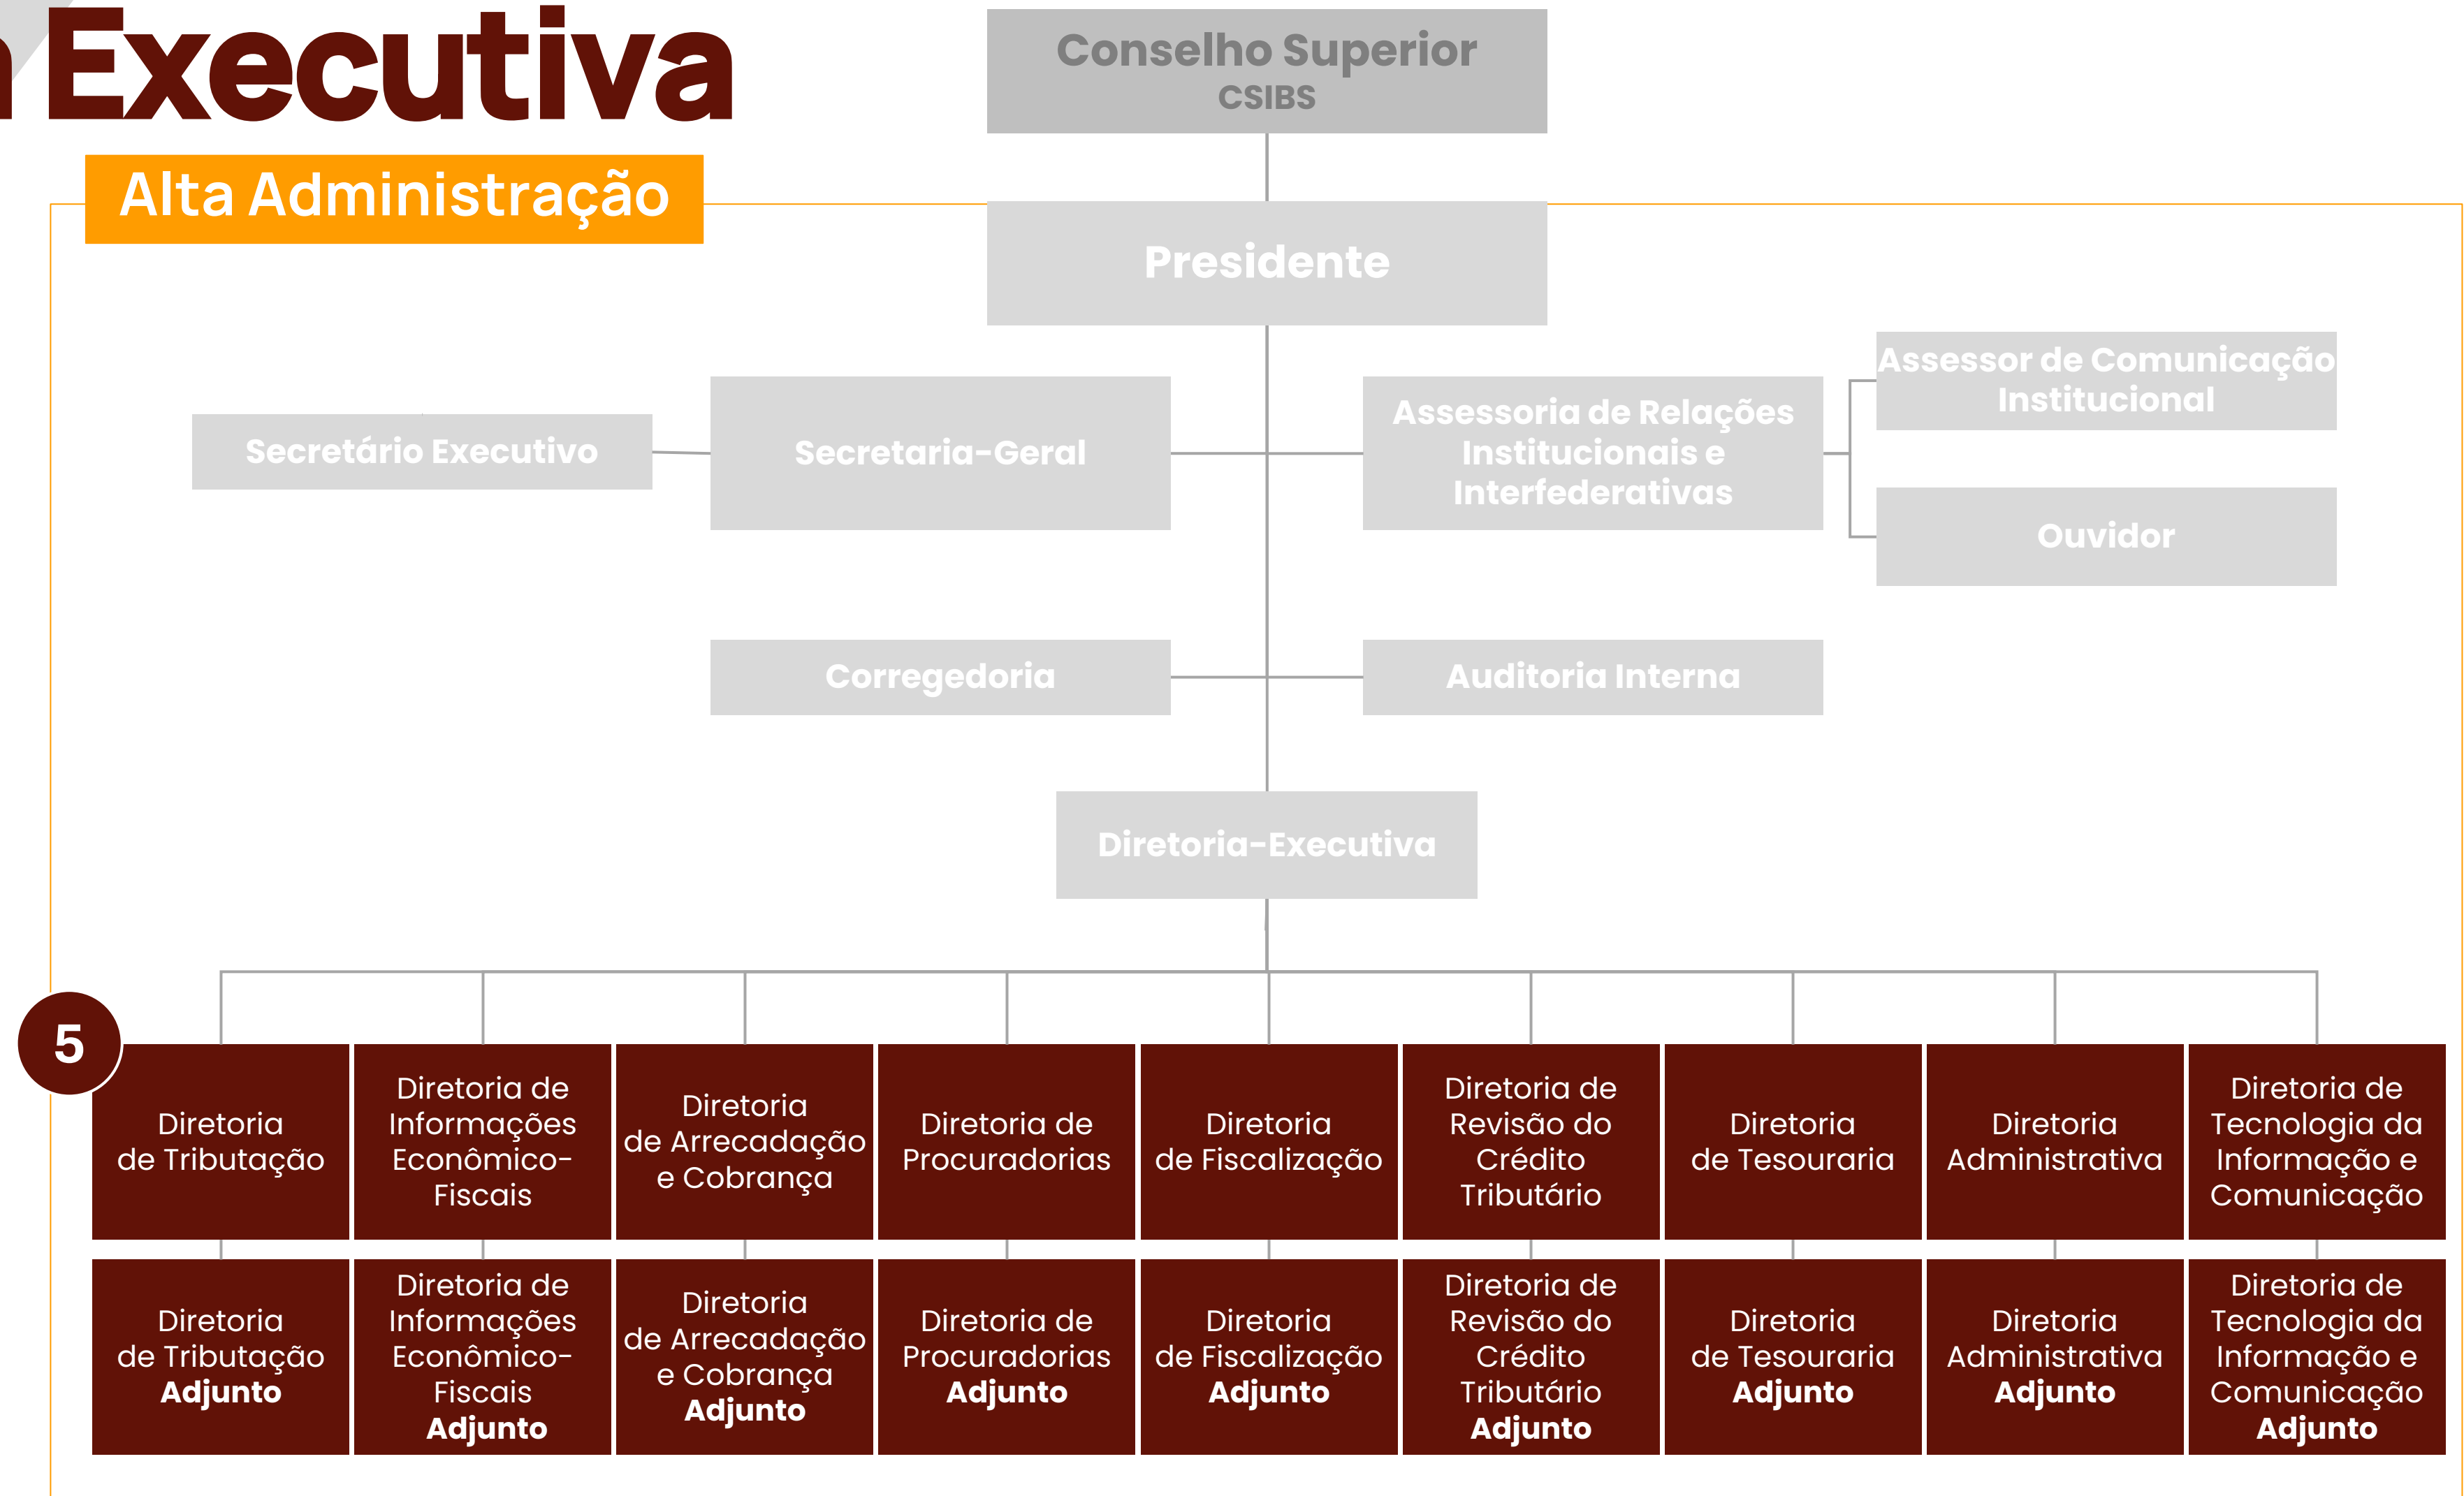 Executiva
Alta Administração
Conselho Superior
CSIBS
Presidente
Secretário Executivo
Secretaria-Geral
Assessoria de Relações
Institucionais e
Interfederativas
Assessor de Comunicação
Institucional
Ouvidor
Corregedoria
Auditoria Interna
Diretoria-Executiva
5
Diretoria
de Tributação
Diretoria de
Informações
Econômico-
Fiscais
Diretoria
de Arrecadação
e Cobrança
Diretoria de
Procuradorias
Diretoria
de Fiscalização
Diretoria de
Revisão do
Crédito
Tributário
Diretoria
de Tesouraria
Diretoria
Administrativa
Diretoria de
Tecnologia da
Informação e
Comunicação
Diretoria
de Tributação
Adjunto
Diretoria de
Informações
Econômico-
Fiscais
Adjunto
Diretoria
de Arrecadação
e Cobrança
Adjunto
Diretoria de
Procuradorias
Adjunto
Diretoria
de Fiscalização
Adjunto
Diretoria de
Revisão do
Crédito
Tributário
Adjunto
Diretoria
de Tesouraria
Adjunto
Diretoria
Administrativa
Adjunto
Diretoria de
Tecnologia da
Informação e
Comunicação
Adjunto